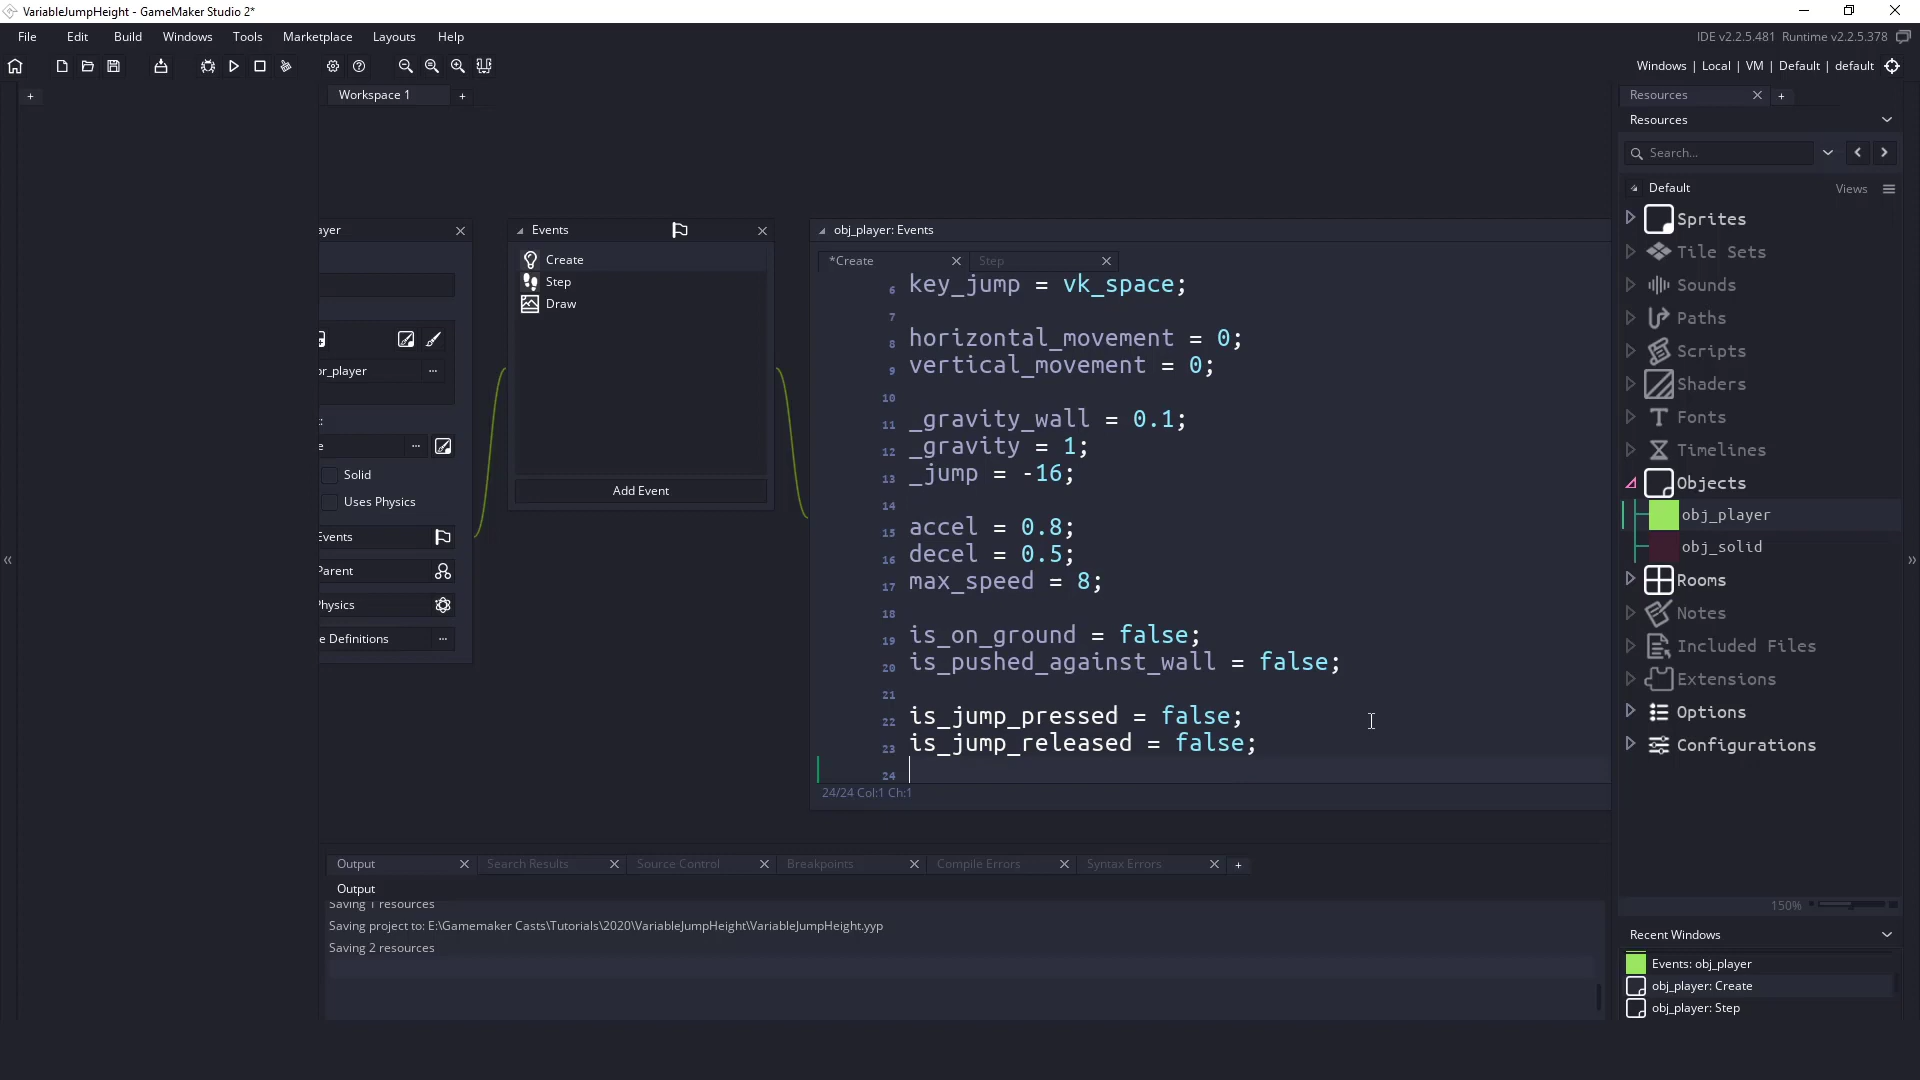 VariableJumpHeight - GameMaker Studio 2*
File Edit Build Windows Tools Marketplace Layouts Help
IDE v2.2.5.481 Runtime v2.2.5.378
Windows | Local | VM | Default | default
Workspace 1
Resources
Resources
Search...
Default
Views
Sprites
Tile Sets
Sounds
Paths
Scripts
Shaders
Fonts
Timelines
Objects
obj_player
obj_solid
Rooms
Notes
Included Files
Extensions
Options
Configurations
150%
Recent Windows
Events: obj_player
obj_player: Create
obj_player: Step
ayer
pr_player
Solid
Uses Physics
Events
Parent
Physics
e Definitions
Events
Create
Step
Draw
Add Event
obj_player: Events
*Create
Step
6 key_jump = vk_space;
7
8 horizontal_movement = 0;
9 vertical_movement = 0;
10
11 _gravity_wall = 0.1;
12 _gravity = 1;
13 _jump = -16;
14
15 accel = 0.8;
16 decel = 0.5;
17 max_speed = 8;
18
19 is_on_ground = false;
20 is_pushed_against_wall = false;
21
22 is_jump_pressed = false;
23 is_jump_released = false;
24
24/24 Col:1 Ch:1
Output Search Results Source Control Breakpoints Compile Errors Syntax Errors
Output
Saving 1 resources
Saving project to: E:\Gamemaker Casts\Tutorials\2020\VariableJumpHeight\VariableJumpHeight.yyp
Saving 2 resources